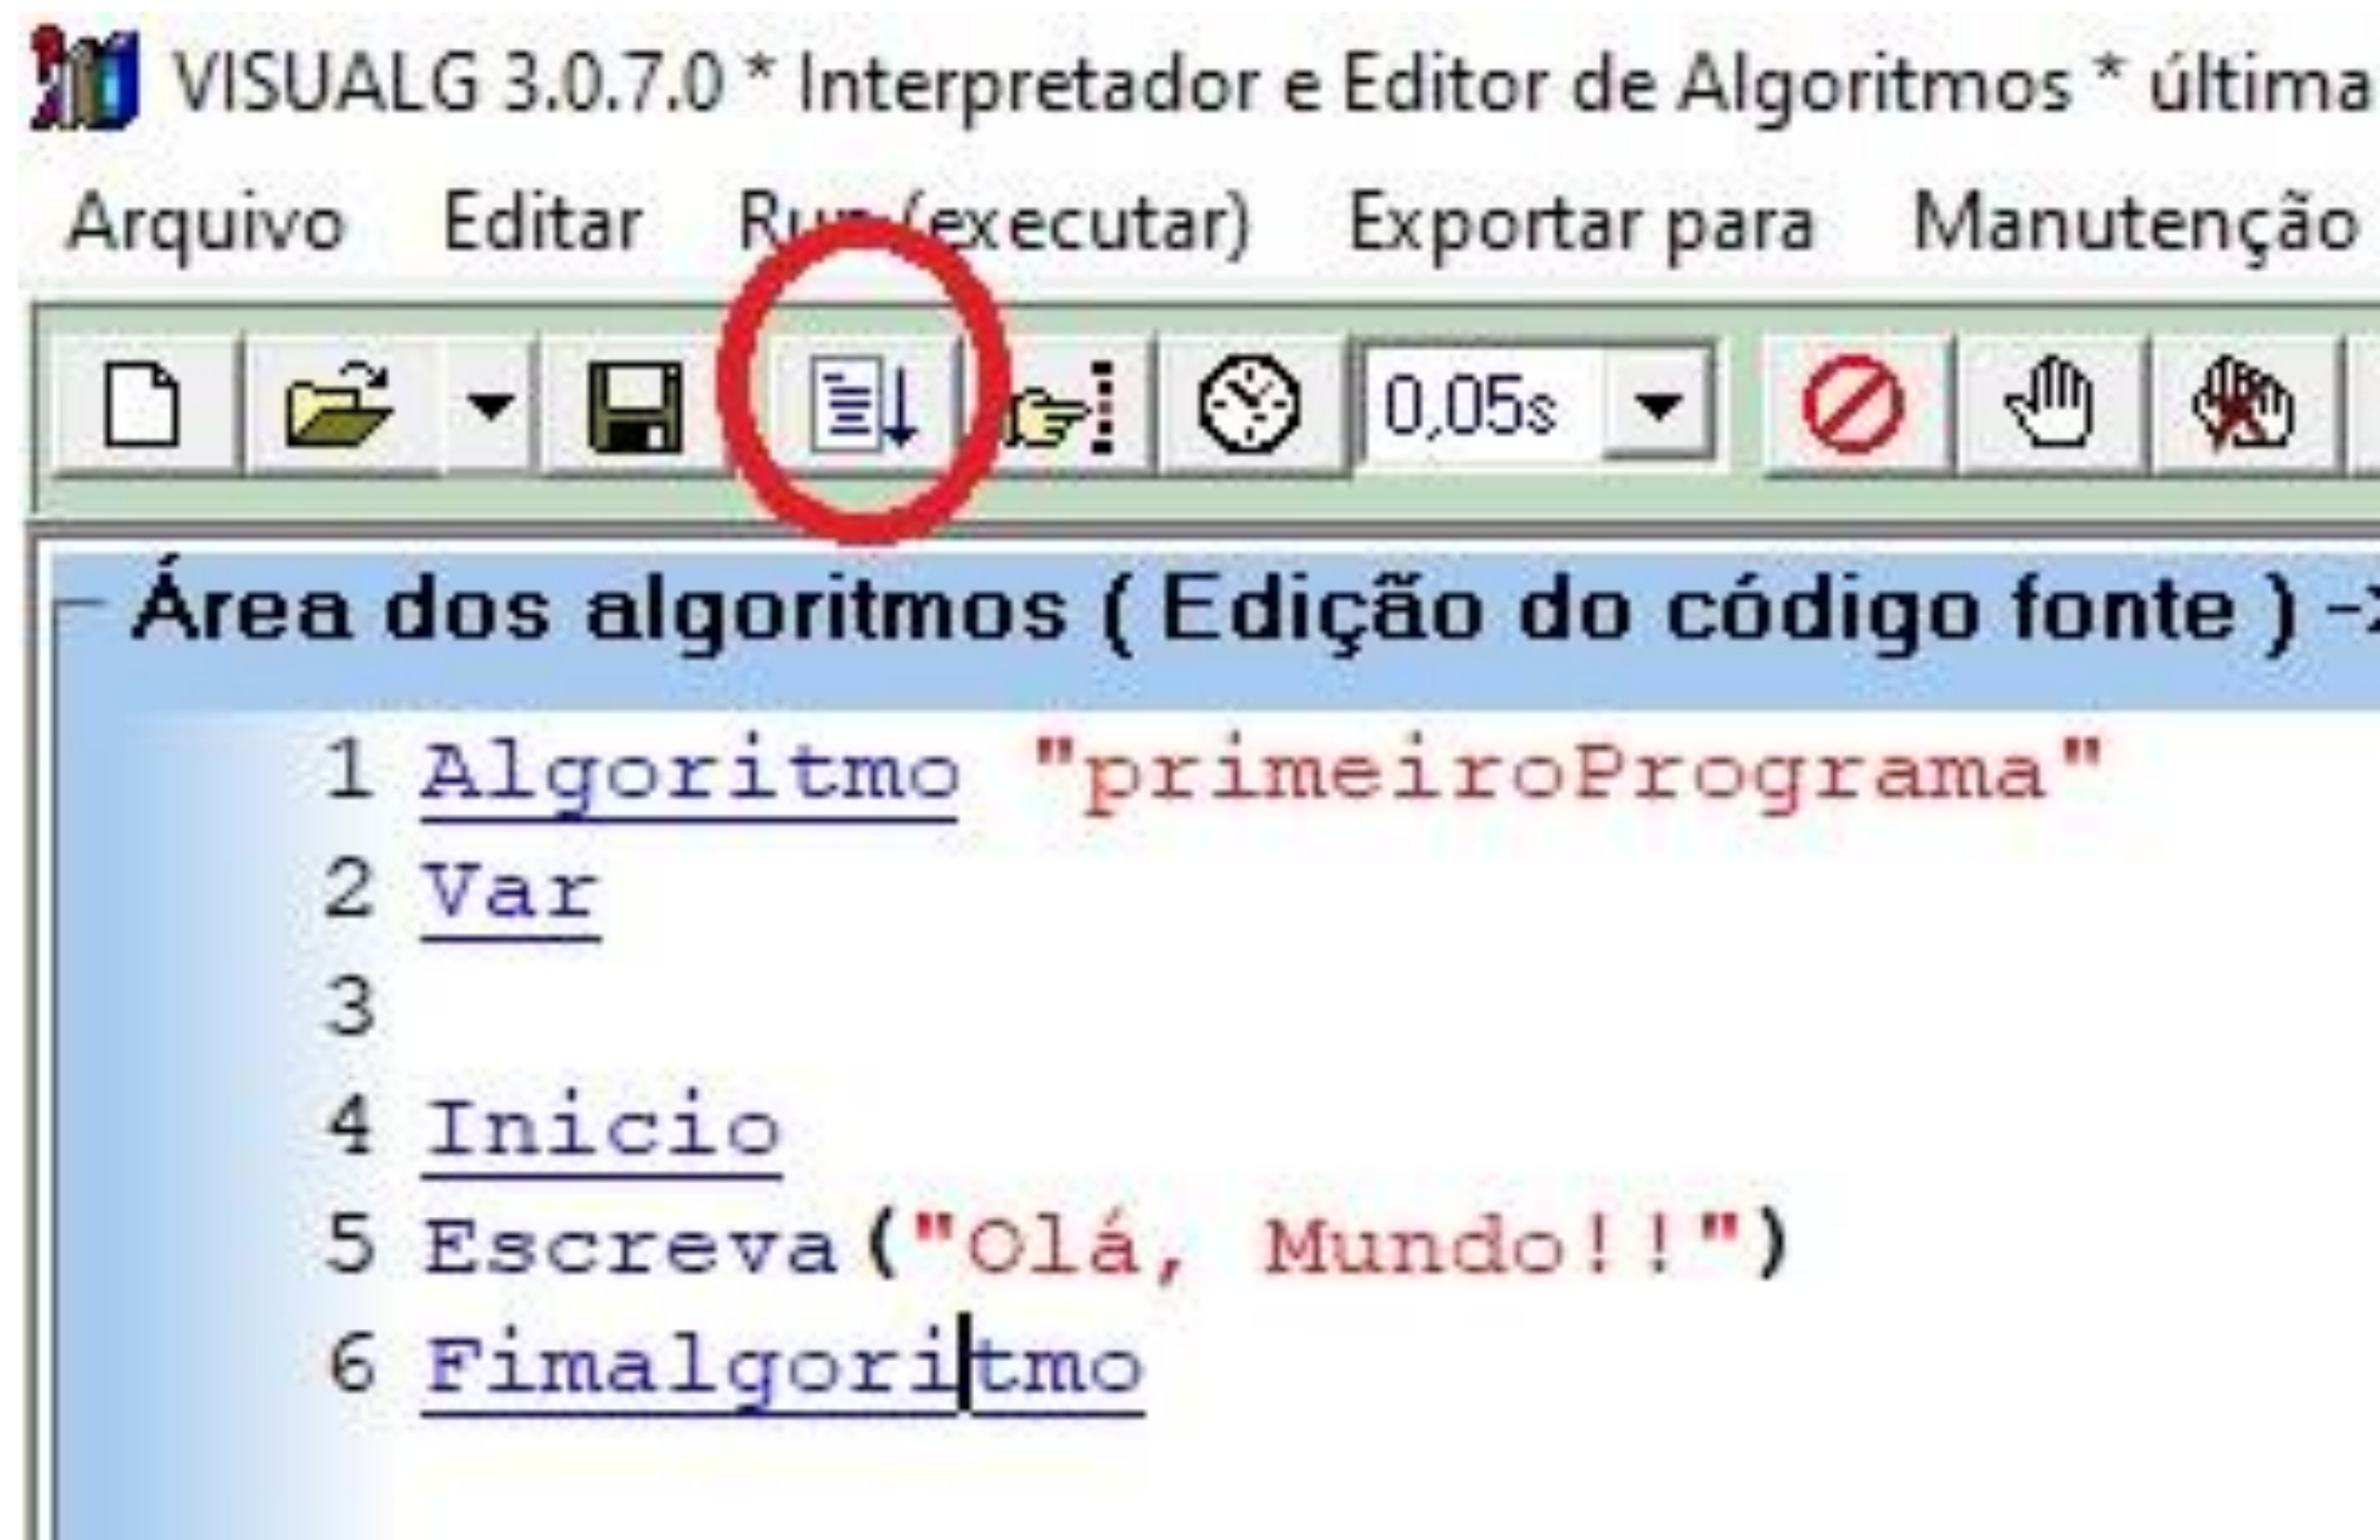 VISUALG 3.0.7.0 * Interpretador e Editor de Algoritmos * última
Arquivo Editar Run (executar) Exportar para Manutenção
0,05s
Área dos algoritmos ( Edição do código fonte ) ->
1 Algoritmo "primeiroPrograma"
2 Var
3
4 Inicio
5 Escreva("Olá, Mundo!!")
6 Fimalgoritmo